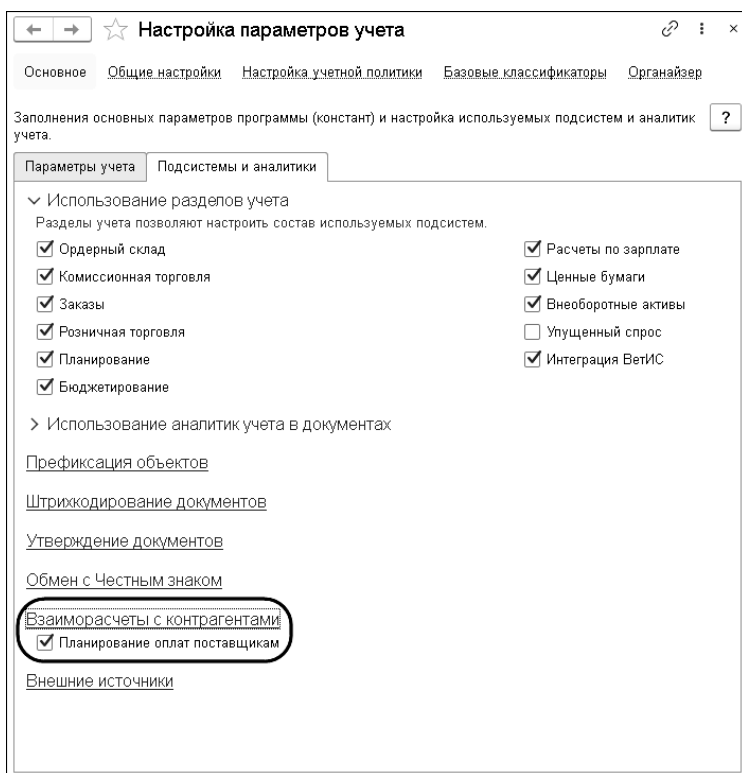 Настройка параметров учета
Основное Общие настройки Настройка учетной политики Базовые классификаторы Органайзер
Заполнения основных параметров программы (констант) и настройка используемых подсистем и аналитик
учета.
?
Параметры учета Подсистемы и аналитики
Использование разделов учета
Разделы учета позволяют настроить состав используемых подсистем.
Ордерный склад Расчеты по зарплате
Комиссионная торговля Ценные бумаги
Заказы Внеоборотные активы
Розничная торговля Упущенный спрос
Планирование Интеграция ВетИС
Бюджетирование
Использование аналитик учета в документах
Префиксация объектов
Штрихкодирование документов
Утверждение документов
Обмен с Честным знаком
Взаиморасчеты с контрагентами
Планирование оплат поставщикам
Внешние источники